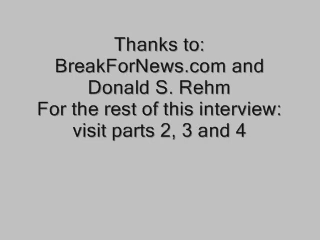 Thanks to:
BreakForNews.com and
Donald S. Rehm
For the rest of this interview:
visit parts 2, 3 and 4